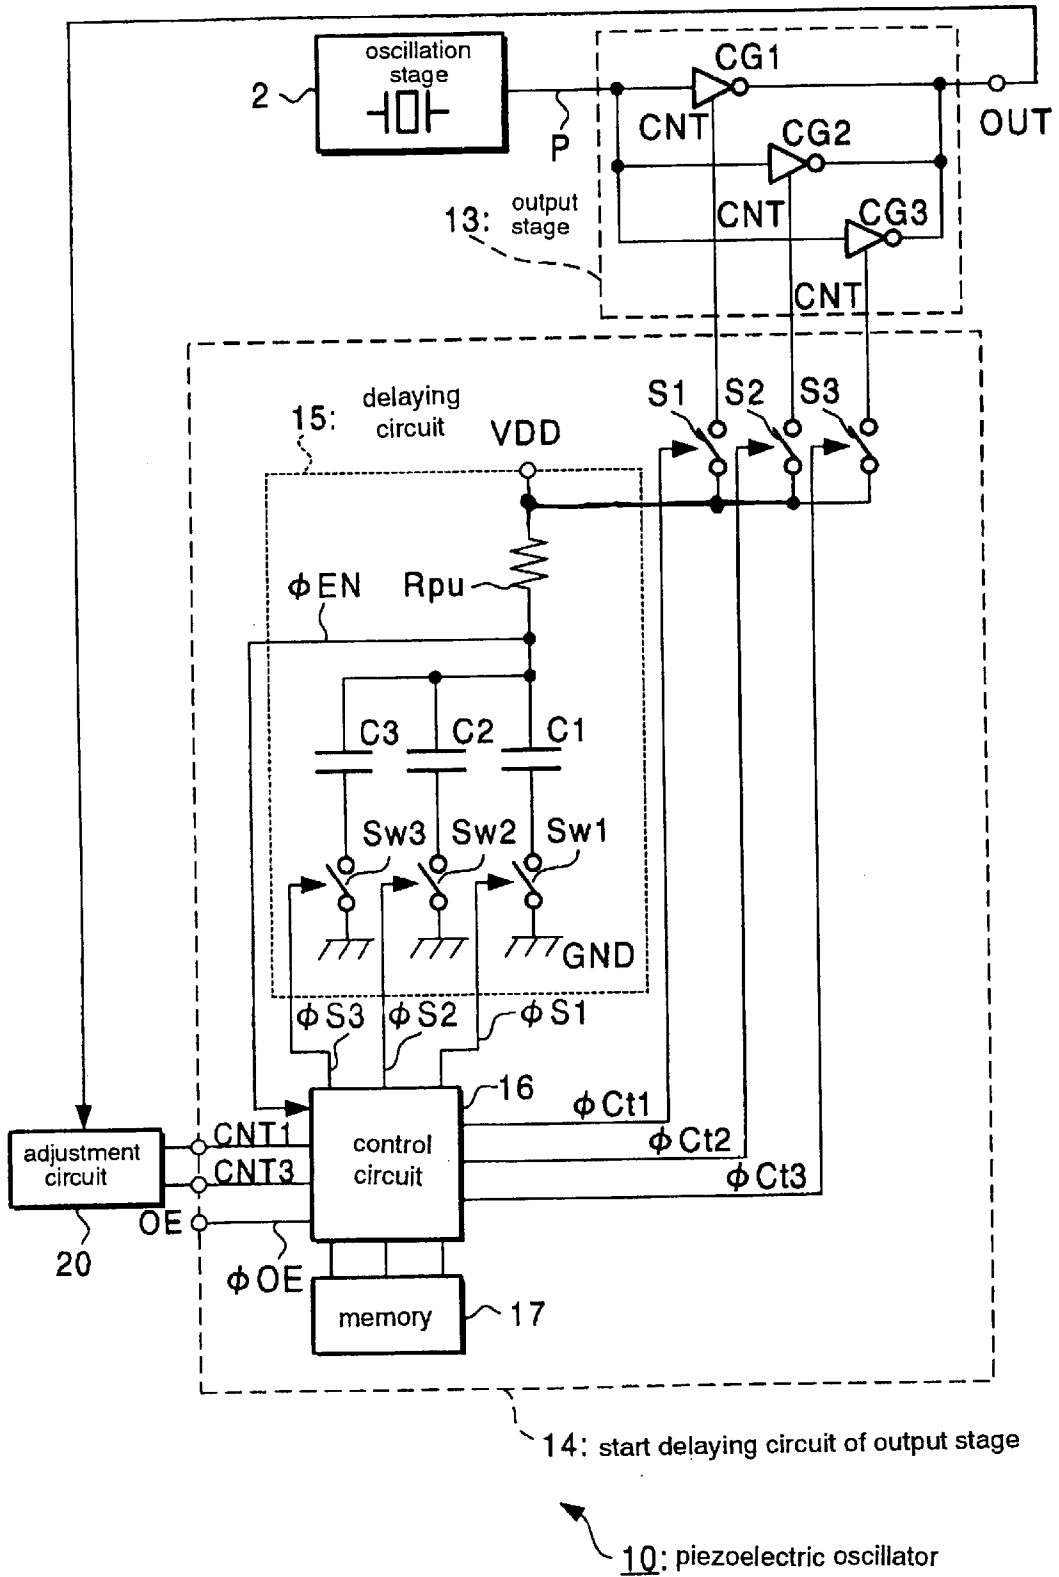 oscillation
stage
2
P
CG1
CNT
OUT
CG2
13: output
stage
CNT
CG3
CNT
S1
S2
S3
15: delaying
circuit
VDD
Rpu
ϕEN
C3
C2
C1
Sw3
Sw2
Sw1
GND
ϕS3
ϕS2
ϕS1
16
ϕCt1
ϕCt2
ϕCt3
adjustment
circuit
CNT1
CNT3
control
circuit
OE
20
ϕOE
memory
17
14: start delaying circuit of output stage
10: piezoelectric oscillator